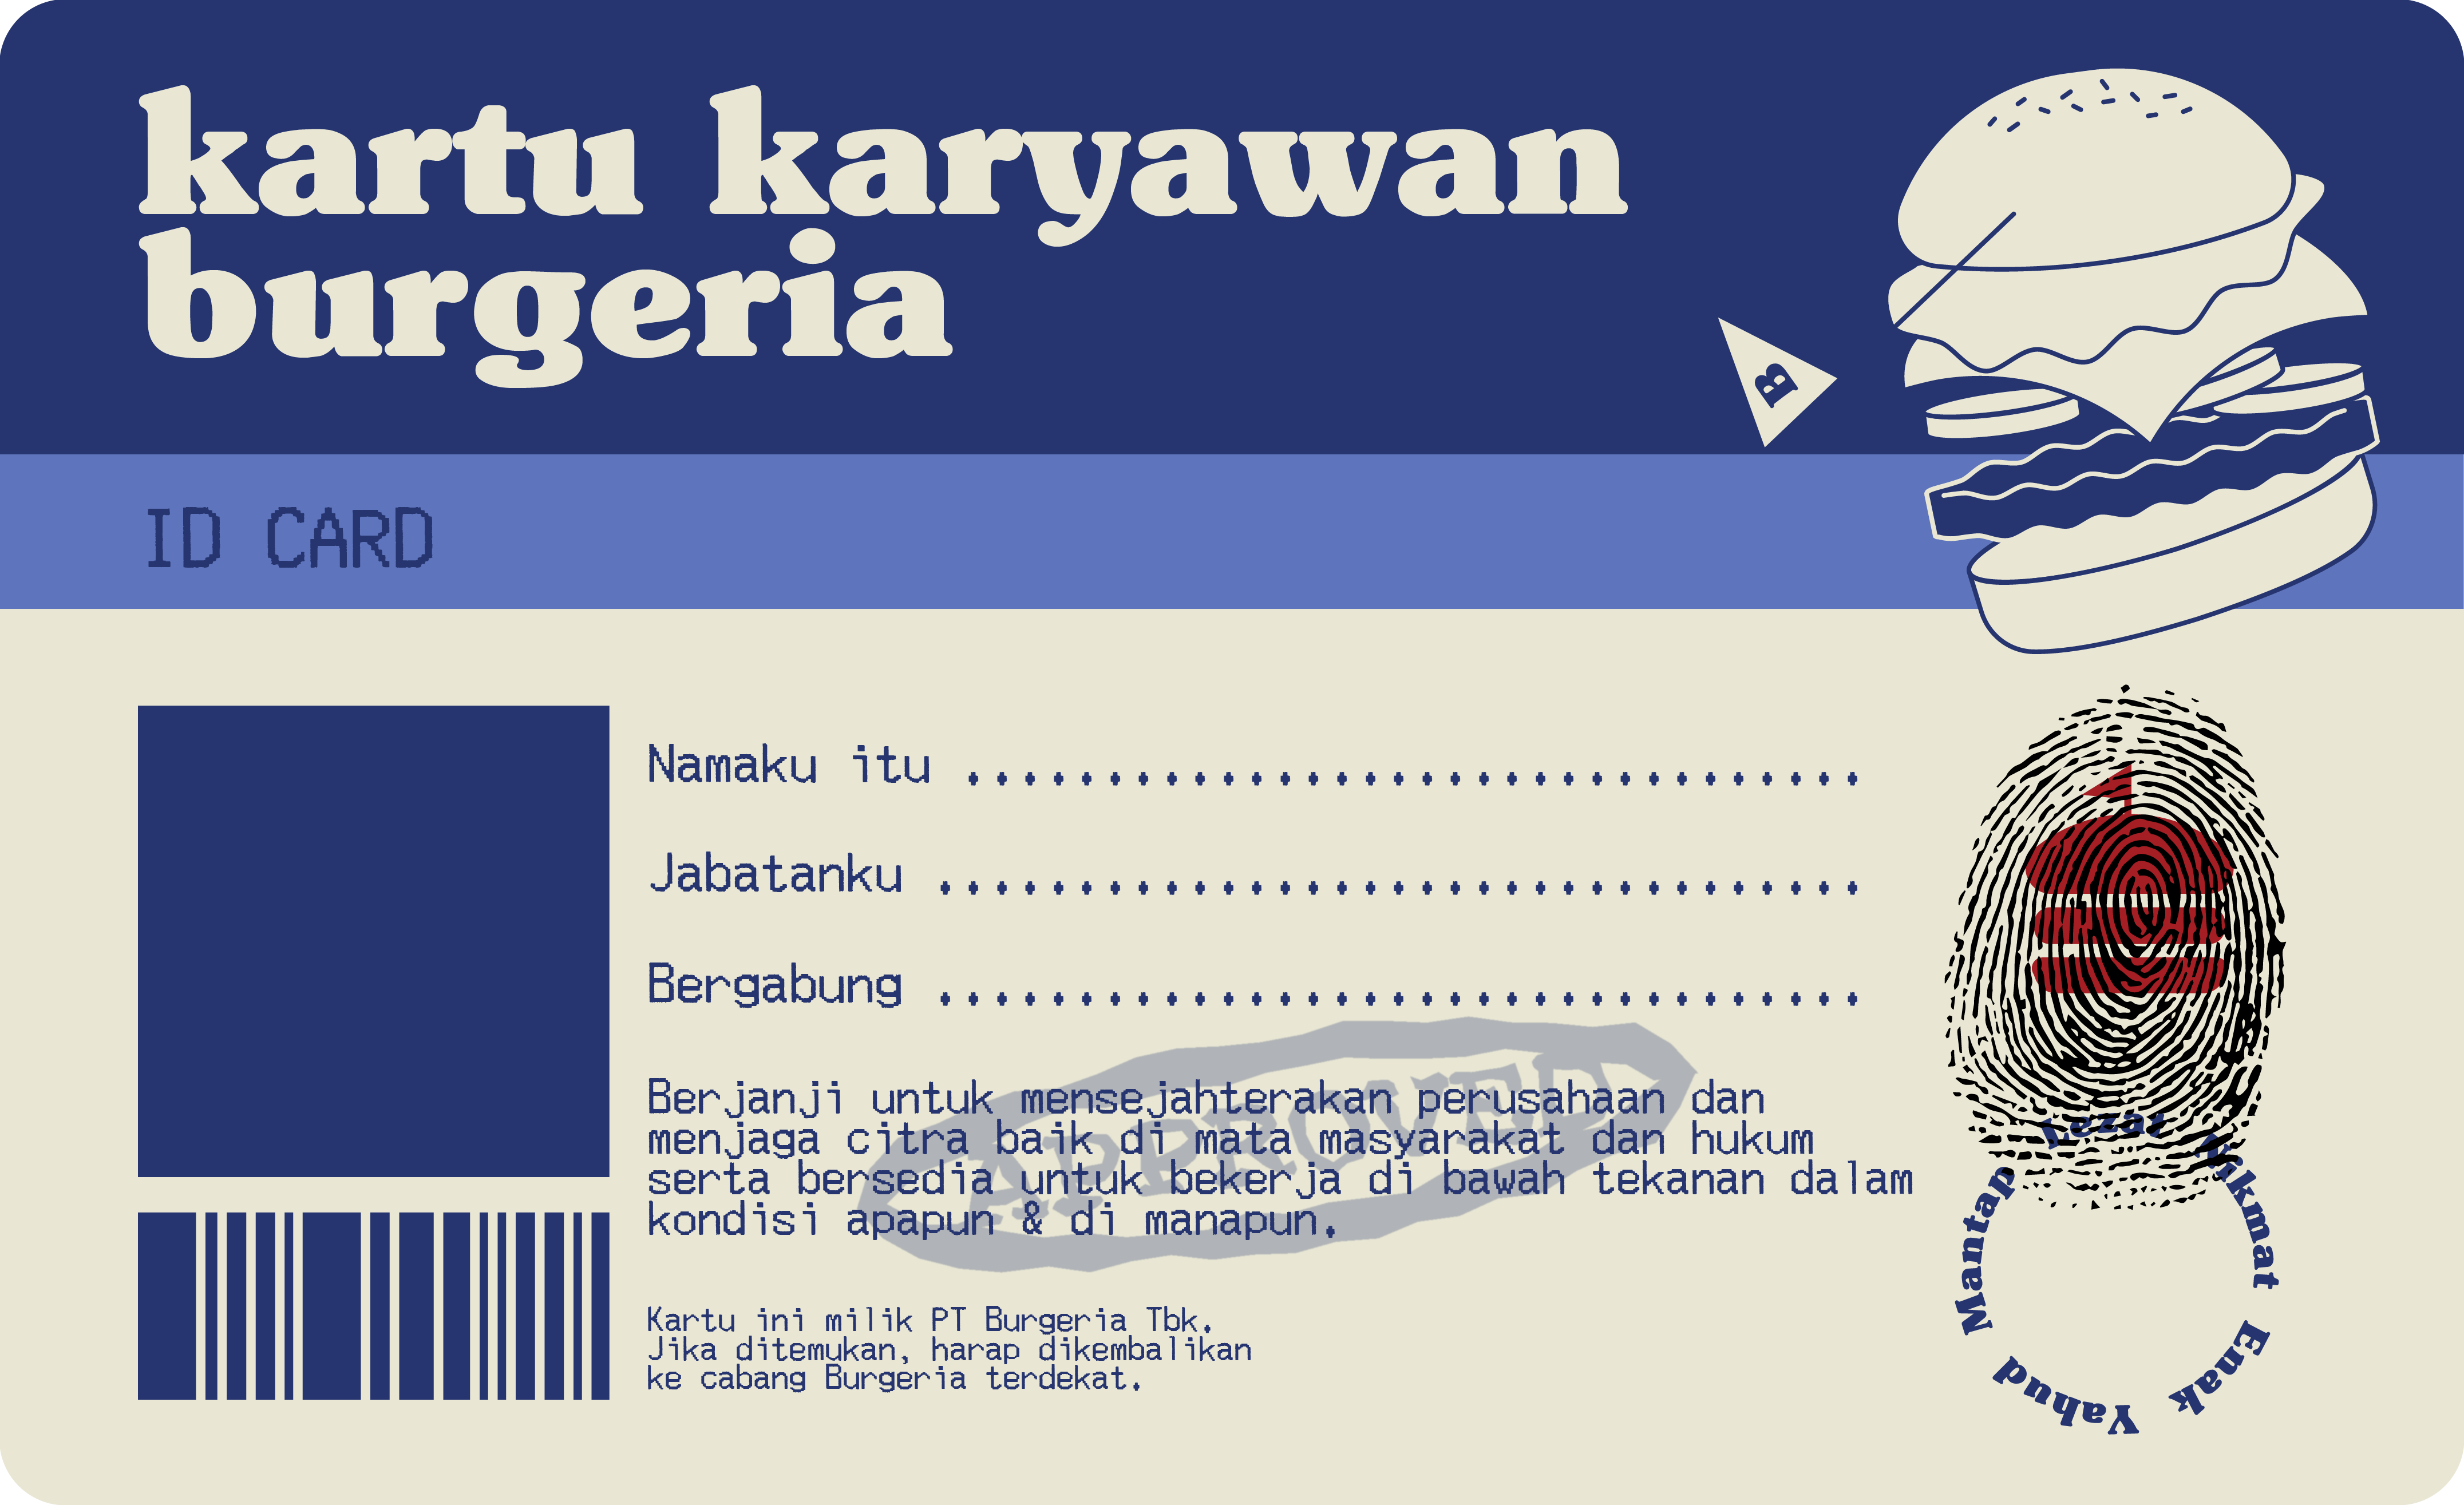 kartu karyawan
burgeria
B
ID CARD
Namaku itu ................................
Jabatanku .................................
Bergabung .................................
APPROVED
Berjanji untuk mensejahterakan perusahaan dan
menjaga citra baik di mata masyarakat dan hukum
serta bersedia untuk bekerja di bawah tekanan dalam
kondisi apapun & di manapun.
Kartu ini milik PT Burgeria Tbk.
Jika ditemukan, harap dikembalikan
ke cabang Burgeria terdekat.
Lezat Nikmat Enak Yahud Mantap